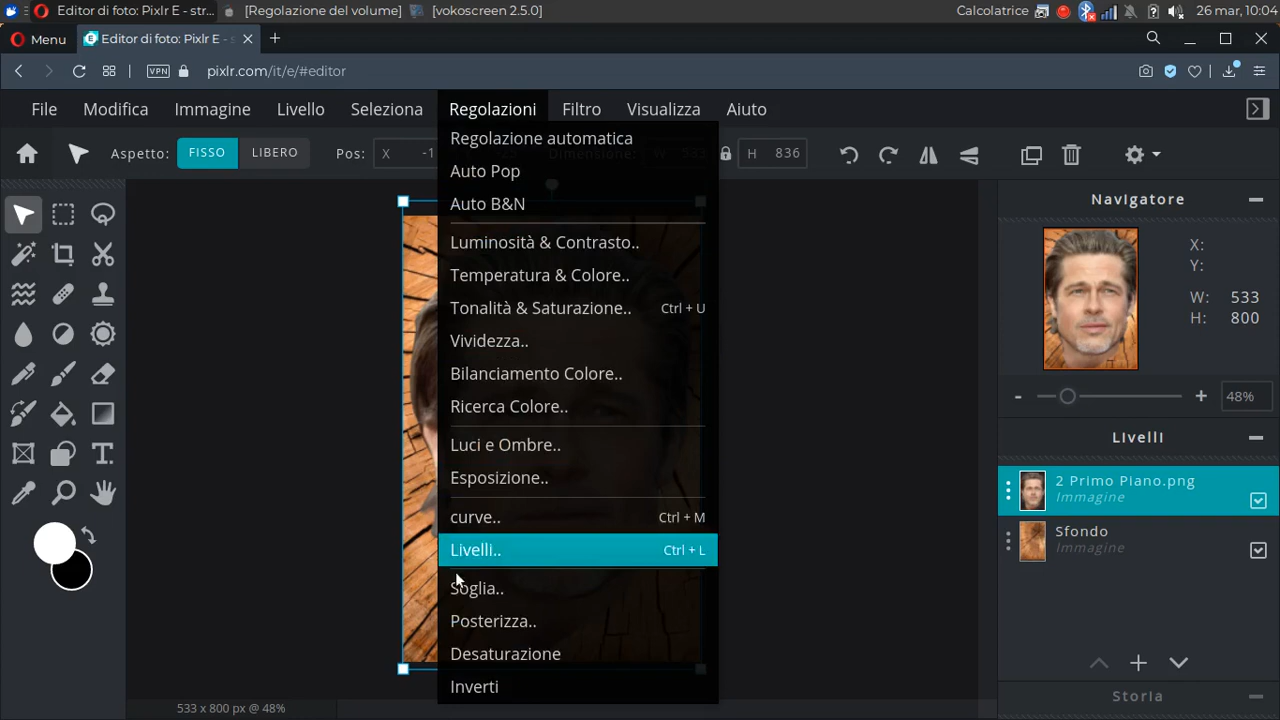 Editor di foto: Pixlr E - str... [Regolazione del volume] [vokoscreen 2.5.0] Calcolatrice 26 mar, 10:04
Menu Editor di foto: Pixlr E -
VPN pixlr.com/it/e/#editor
File Modifica Immagine Livello Seleziona Regolazioni Filtro Visualizza Aiuto
Aspetto: FISSO LIBERO Pos: X -1 Dimensione: W 533 H 836
Regolazione automatica
Auto Pop
Auto B&N
Luminosità & Contrasto..
Temperatura & Colore..
Tonalità & Saturazione.. Ctrl + U
Vividezza..
Bilanciamento Colore..
Ricerca Colore..
Luci e Ombre..
Esposizione..
curve.. Ctrl + M
Livelli.. Ctrl + L
Soglia..
Posterizza..
Desaturazione
Inverti
Navigatore
X:
Y:
W: 533
H: 800
- + 48%
Livelli
2 Primo Piano.png
Immagine
Sfondo
Immagine
Storia
533 x 800 px @ 48%